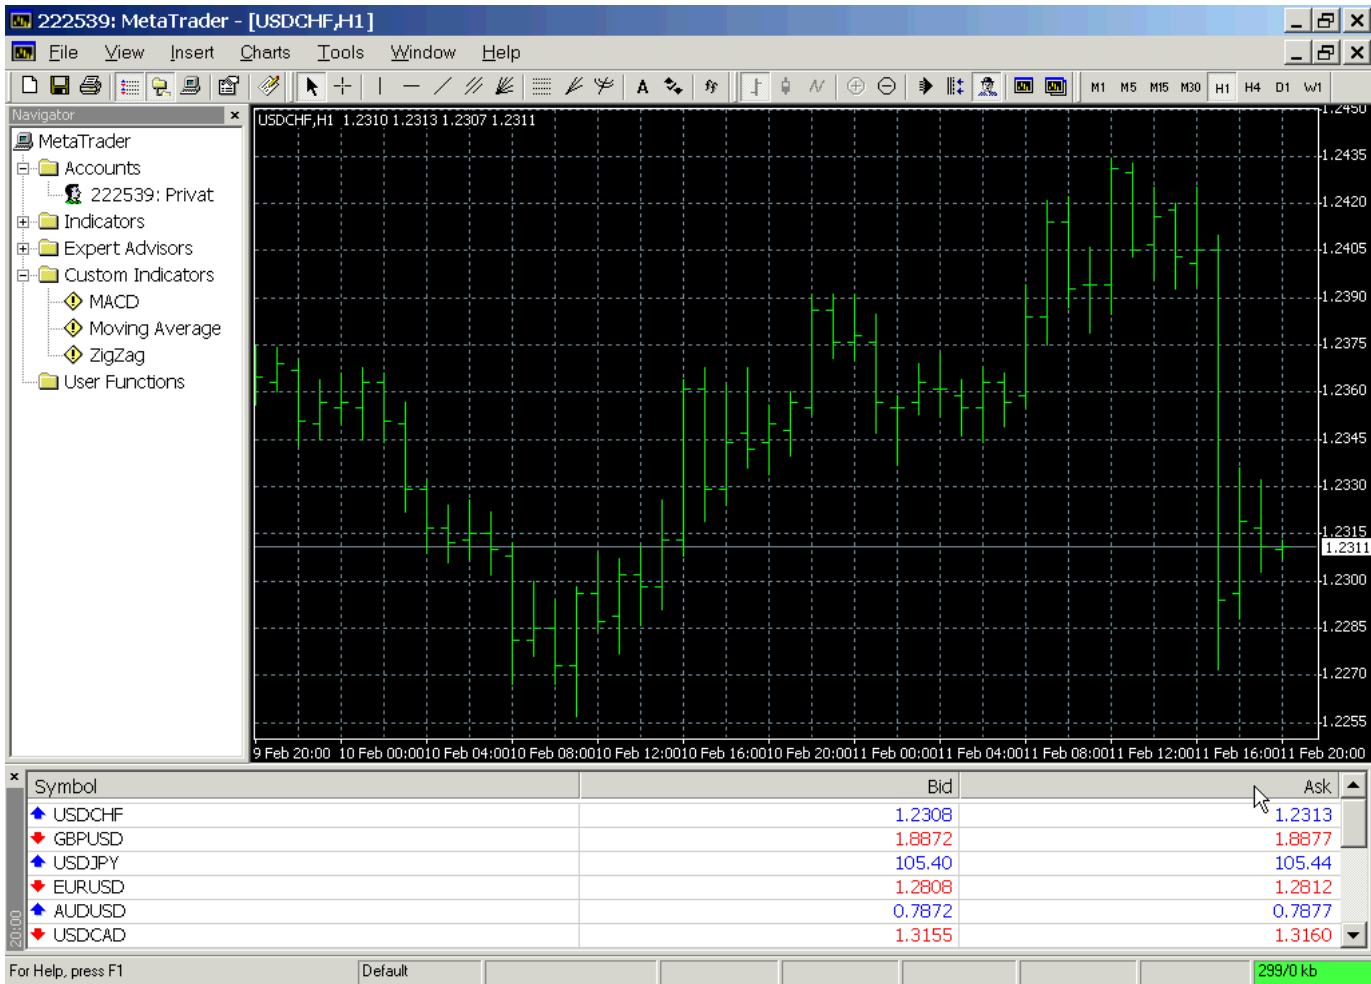 222539: MetaTrader - [USDCHF,H1]
File View Insert Charts Tools Window Help
A M1 M5 M15 M30 H1 H4 D1 W1
Navigator
MetaTrader
Accounts
222539: Privat
Indicators
Expert Advisors
Custom Indicators
MACD
Moving Average
ZigZag
User Functions
USDCHF,H1 1.2310 1.2313 1.2307 1.2311
1.2450
1.2435
1.2420
1.2405
1.2390
1.2375
1.2360
1.2345
1.2330
1.2315
1.2311
1.2300
1.2285
1.2270
1.2255
9 Feb 20:00 10 Feb 00:00 10 Feb 04:00 10 Feb 08:00 10 Feb 12:00 10 Feb 16:00 10 Feb 20:00 11 Feb 00:00 11 Feb 04:00 11 Feb 08:00 11 Feb 12:00 11 Feb 16:00 11 Feb 20:00
Symbol Bid Ask
USDCHF 1.2308 1.2313
GBPUSD 1.8872 1.8877
USDJPY 105.40 105.44
EURUSD 1.2808 1.2812
AUDUSD 0.7872 0.7877
USDCAD 1.3155 1.3160
20:00
For Help, press F1 Default 299/0 kb